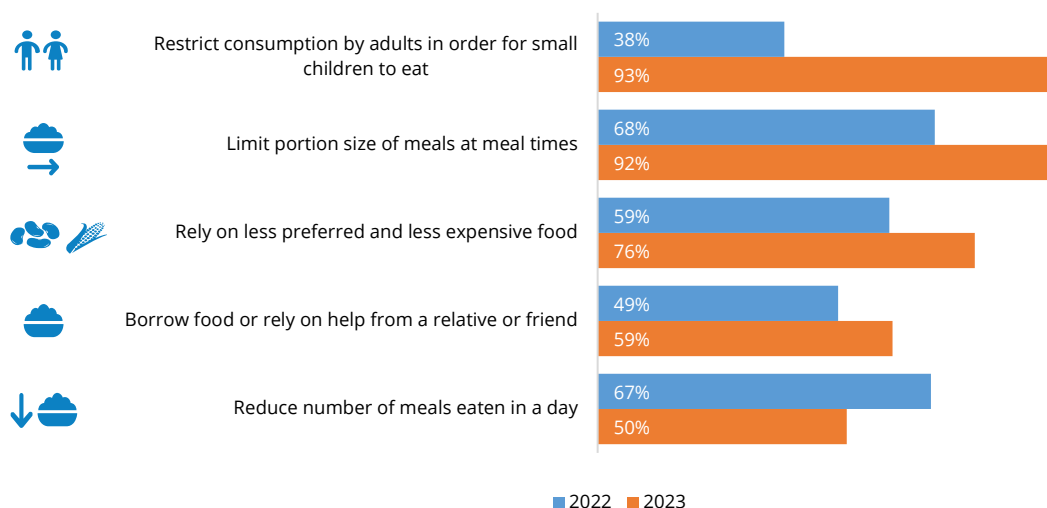 Restrict consumption by adults in order for small
children to eat
38%
93%
Limit portion size of meals at meal times
68%
92%
Rely on less preferred and less expensive food
59%
76%
Borrow food or rely on help from a relative or friend
49%
59%
Reduce number of meals eaten in a day
67%
50%
2022 2023